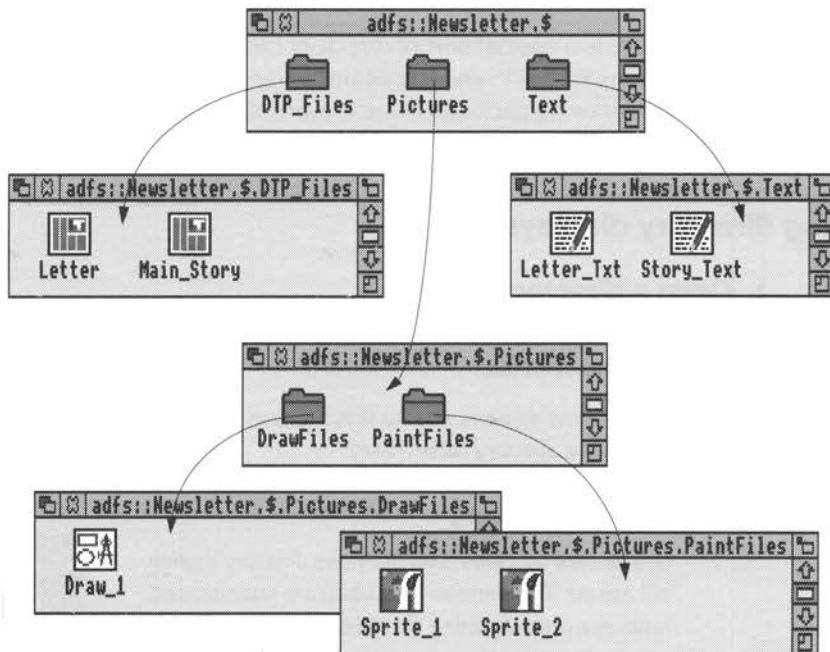 adfs::Newsletter.$
DTP_Files Pictures Text
adfs::Newsletter.$.DTP_Files
Letter Main_Story
adfs::Newsletter.$.Text
Letter_Txt Story_Text
adfs::Newsletter.$.Pictures
DrawFiles PaintFiles
adfs::Newsletter.$.Pictures.DrawFiles
Draw_1
adfs::Newsletter.$.Pictures.PaintFiles
Sprite_1 Sprite_2